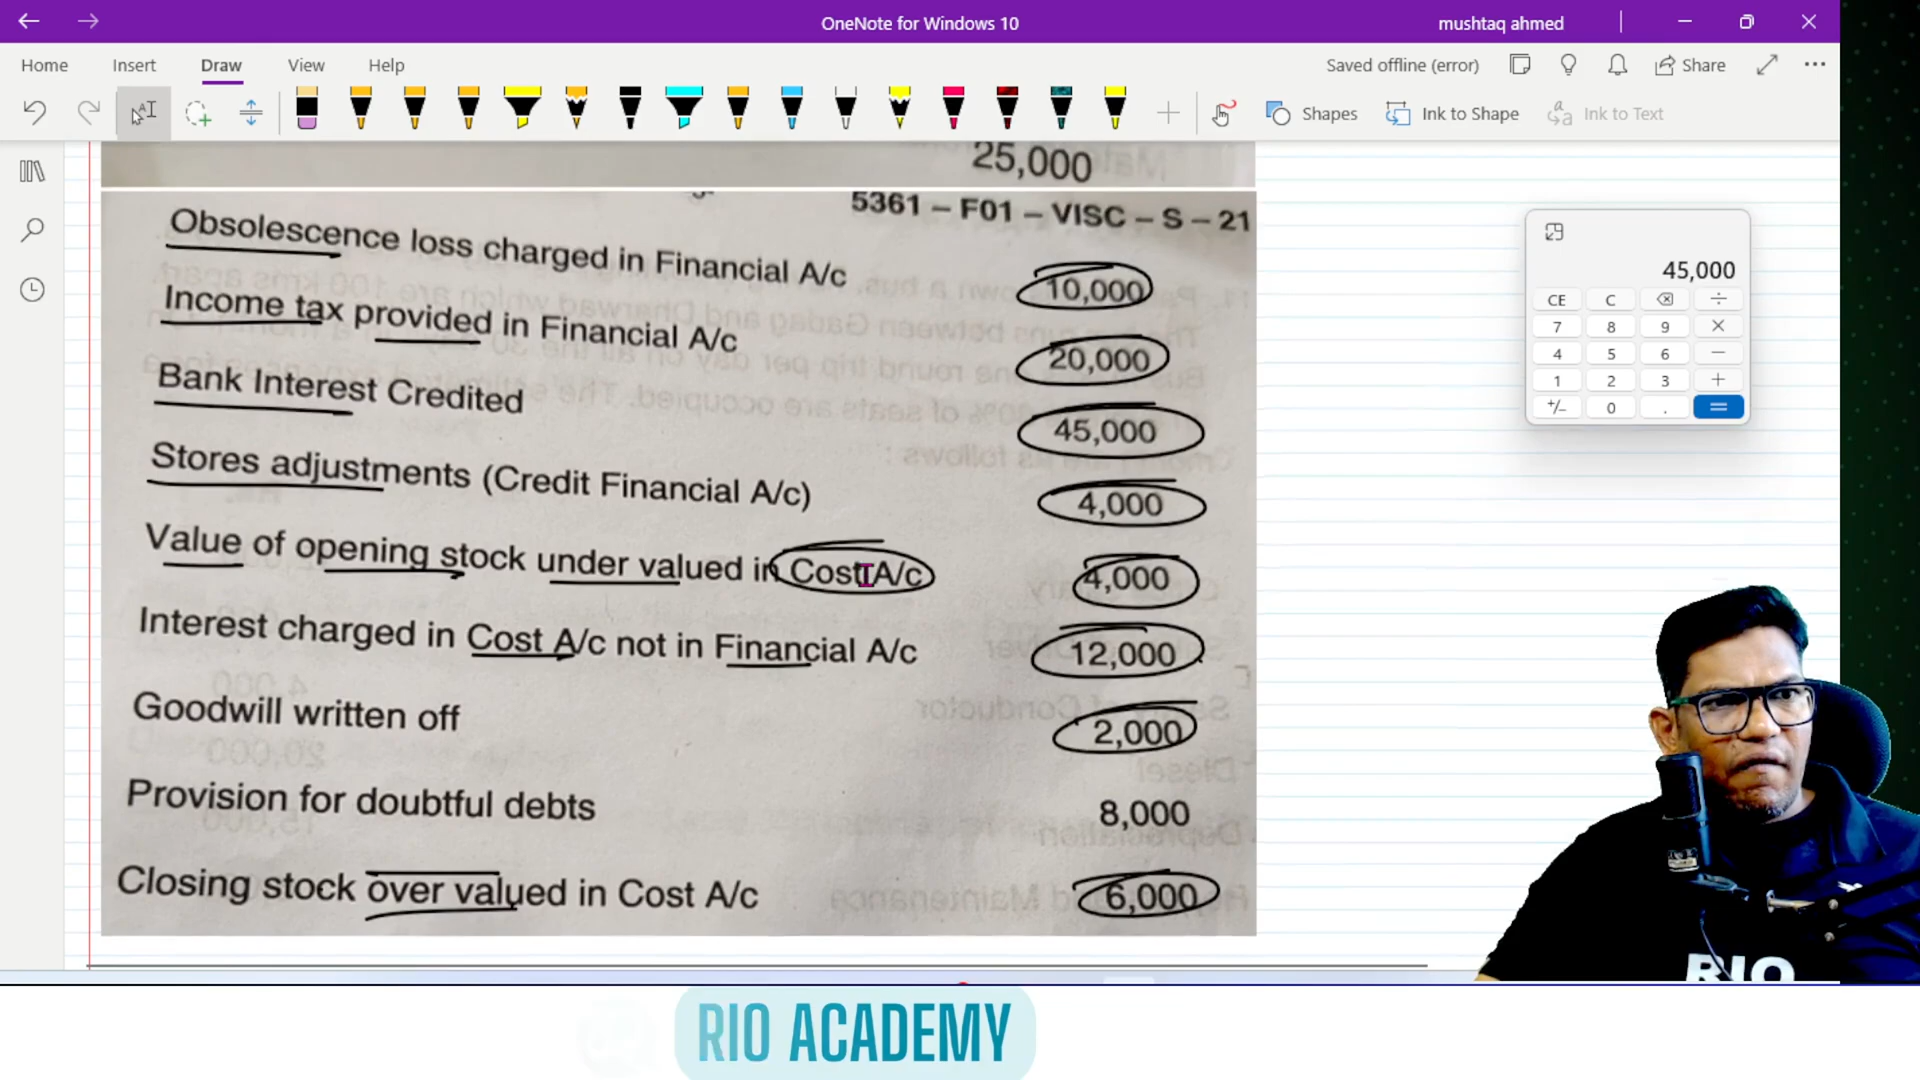 OneNote for Windows 10
mushtaq ahmed
Home Insert Draw View Help
Saved offline (error)
Share
Shapes
Ink to Shape
Ink to Text
25,000
5361 – F01 – VISC – S – 21
Obsolescence loss charged in Financial A/c 10,000
Income tax provided in Financial A/c 20,000
Bank Interest Credited 45,000
Stores adjustments (Credit Financial A/c) 4,000
Value of opening stock under valued in Cost A/c 4,000
Interest charged in Cost A/c not in Financial A/c 12,000
Goodwill written off 2,000
Provision for doubtful debts 8,000
Closing stock over valued in Cost A/c 6,000
45,000
CE C ÷
7 8 9 ×
4 5 6 −
1 2 3 +
+/− 0 . =
RIO
RIO ACADEMY